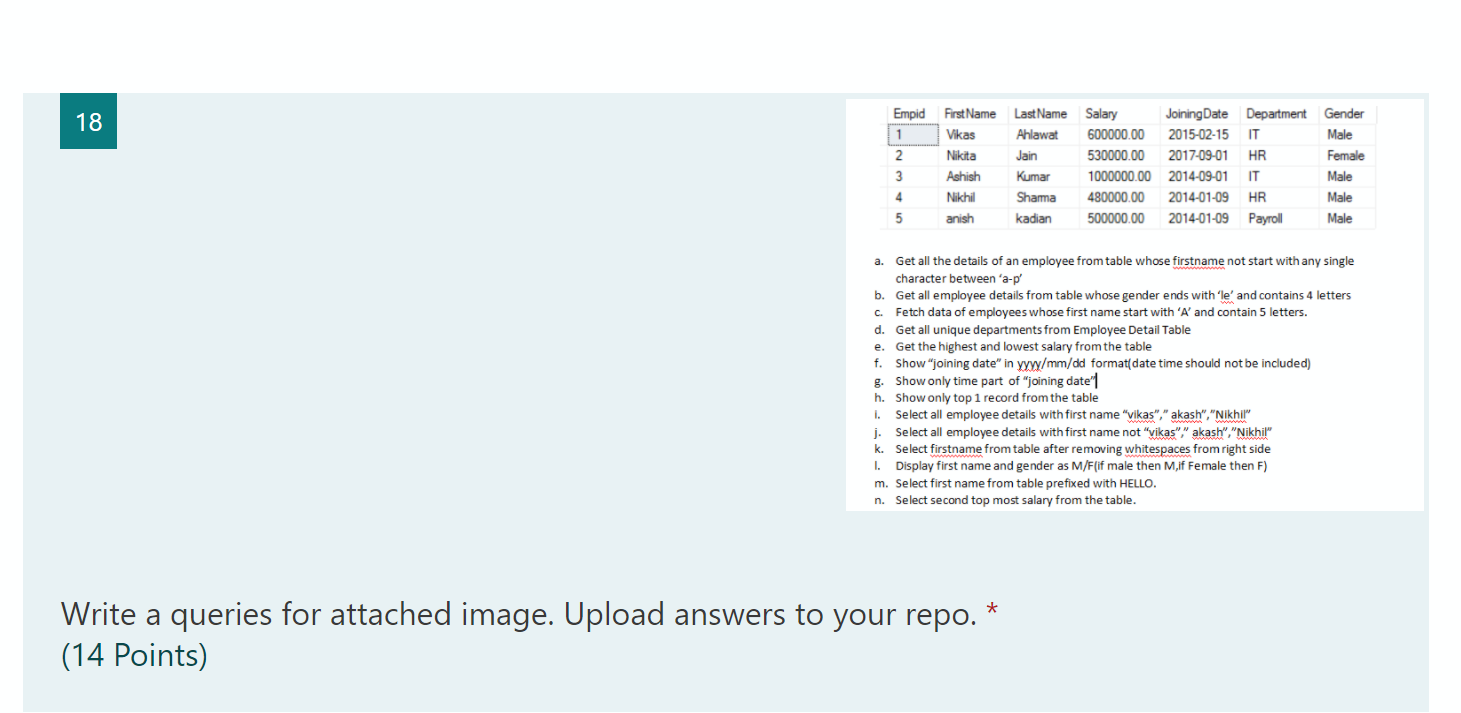 18
Empid FirstName LastName Salary JoiningDate Department Gender
1 Vikas Ahlawat 600000.00 2015-02-15 IT Male
2 Nikita Jain 530000.00 2017-09-01 HR Female
3 Ashish Kumar 1000000.00 2014-09-01 IT Male
4 Nikhil Sharma 480000.00 2014-01-09 HR Male
5 anish kadian 500000.00 2014-01-09 Payroll Male
a. Get all the details of an employee from table whose firstname not start with any single
character between ‘a-p’
b. Get all employee details from table whose gender ends with ‘le’ and contains 4 letters
c. Fetch data of employees whose first name start with ‘A’ and contain 5 letters.
d. Get all unique departments from Employee Detail Table
e. Get the highest and lowest salary from the table
f. Show “joining date” in yyyy/mm/dd format(date time should not be included)
g. Show only time part of “joining date”
h. Show only top 1 record from the table
i. Select all employee details with first name “vikas”,” akash”,”Nikhil”
j. Select all employee details with first name not “vikas”,” akash”,”Nikhil”
k. Select firstname from table after removing whitespaces from right side
l. Display first name and gender as M/F(if male then M,if Female then F)
m. Select first name from table prefixed with HELLO.
n. Select second top most salary from the table.
Write a queries for attached image. Upload answers to your repo. *
(14 Points)